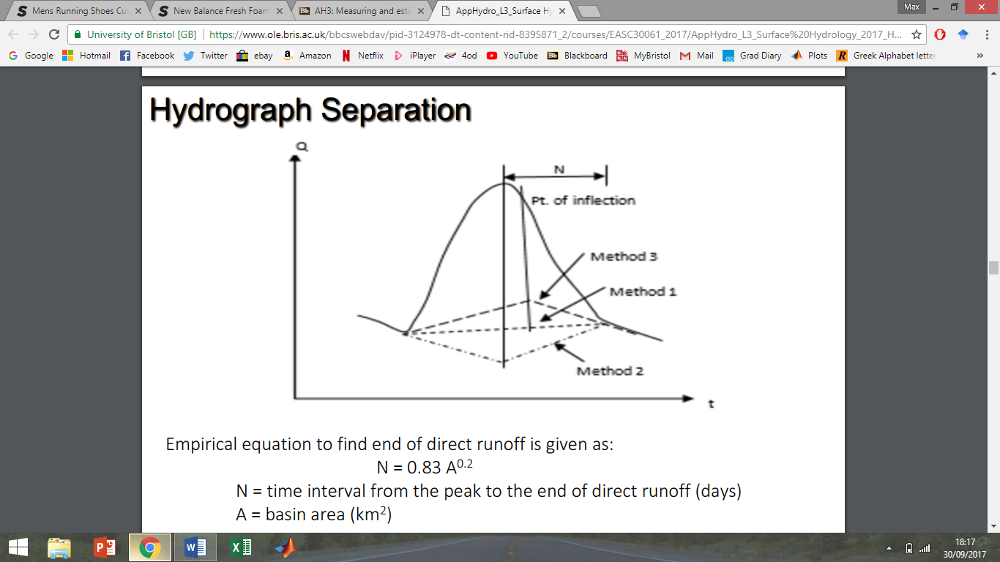 Mens Running Shoes Cus
New Balance Fresh Foam
AH3: Measuring and esti
AppHydro_L3_Surface Hy
Max
University of Bristol [GB]
https://www.ole.bris.ac.uk/bbcswebdav/pid-3124978-dt-content-rid-8395871_2/courses/EASC30061_2017/AppHydro_L3_Surface%20Hydrology_2017_H...
Google Hotmail Facebook Twitter ebay Amazon Netflix iPlayer 4od YouTube Bb Blackboard MyBristol Mail Grad Diary Plots Greek Alphabet letter »
Hydrograph Separation
Q
N
Pt. of inflection
Method 3
Method 1
Method 2
t
Empirical equation to find end of direct runoff is given as:
N = 0.83 A^0.2
N = time interval from the peak to the end of direct runoff (days)
A = basin area (km²)
18:17
30/09/2017